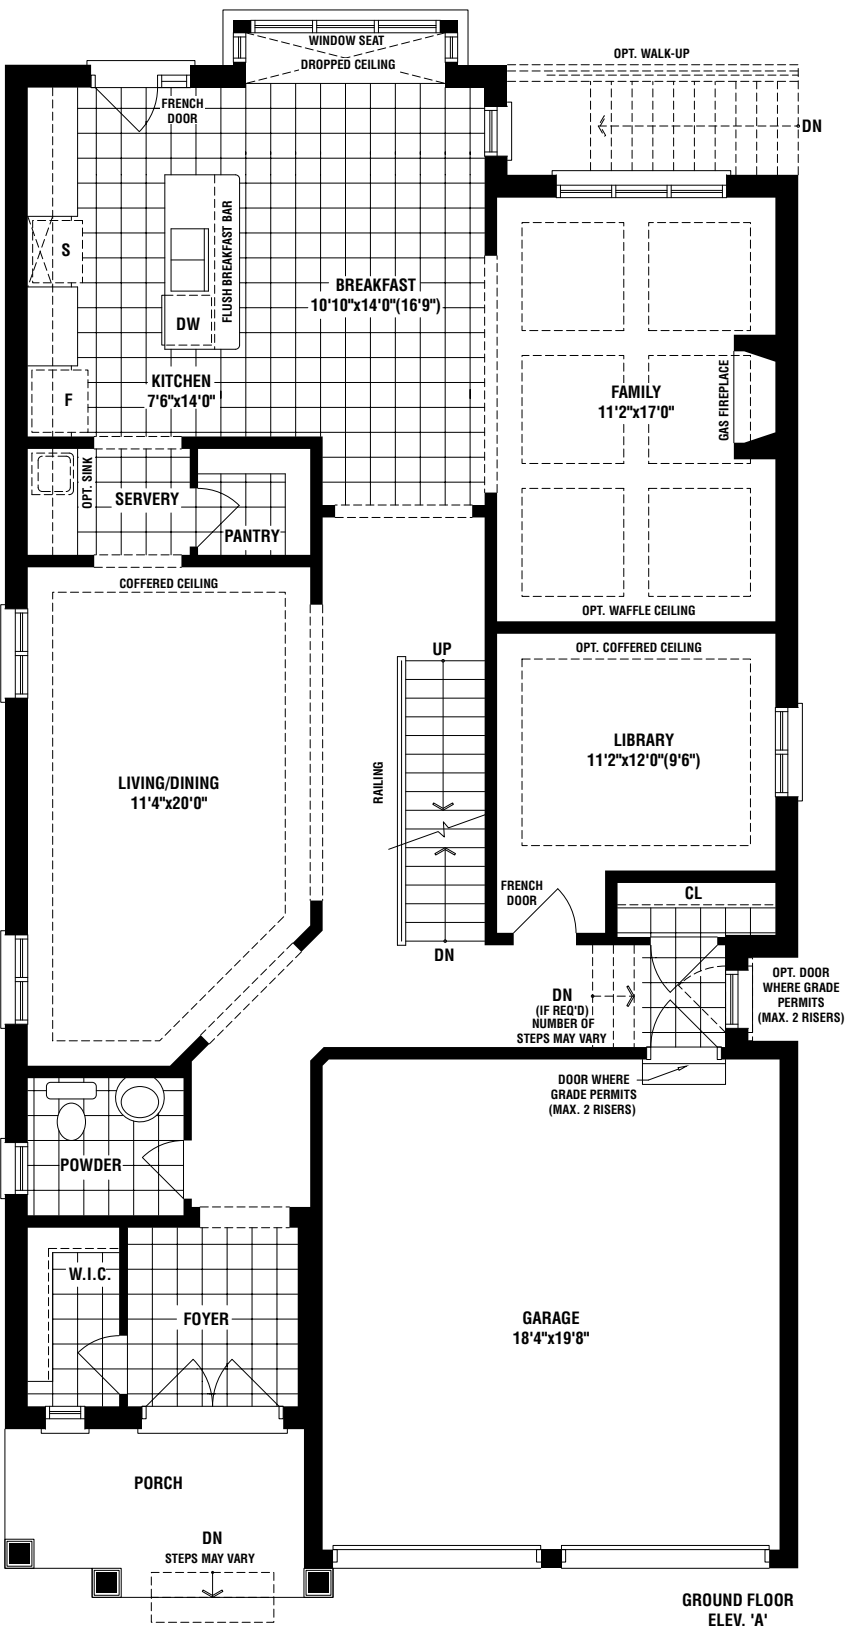 WINDOW SEAT
DROPPED CEILING
OPT. WALK-UP
FRENCH
DOOR
DN
FLUSH BREAKFAST BAR
S
BREAKFAST
10'10"x14'0"(16'9")
DW
KITCHEN
7'6"x14'0"
F
FAMILY
11'2"x17'0"
GAS FIREPLACE
OPT. SINK
SERVERY
PANTRY
COFFERED CEILING
OPT. WAFFLE CEILING
UP
OPT. COFFERED CEILING
LIBRARY
11'2"x12'0"(9'6")
LIVING/DINING
11'4"x20'0"
RAILING
FRENCH
DOOR
CL
DN
DN
(IF REQ'D)
NUMBER OF
STEPS MAY VARY
OPT. DOOR
WHERE GRADE
PERMITS
(MAX. 2 RISERS)
DOOR WHERE
GRADE PERMITS
(MAX. 2 RISERS)
POWDER
W.I.C.
FOYER
GARAGE
18'4"x19'8"
PORCH
DN
STEPS MAY VARY
GROUND FLOOR
ELEV. 'A'